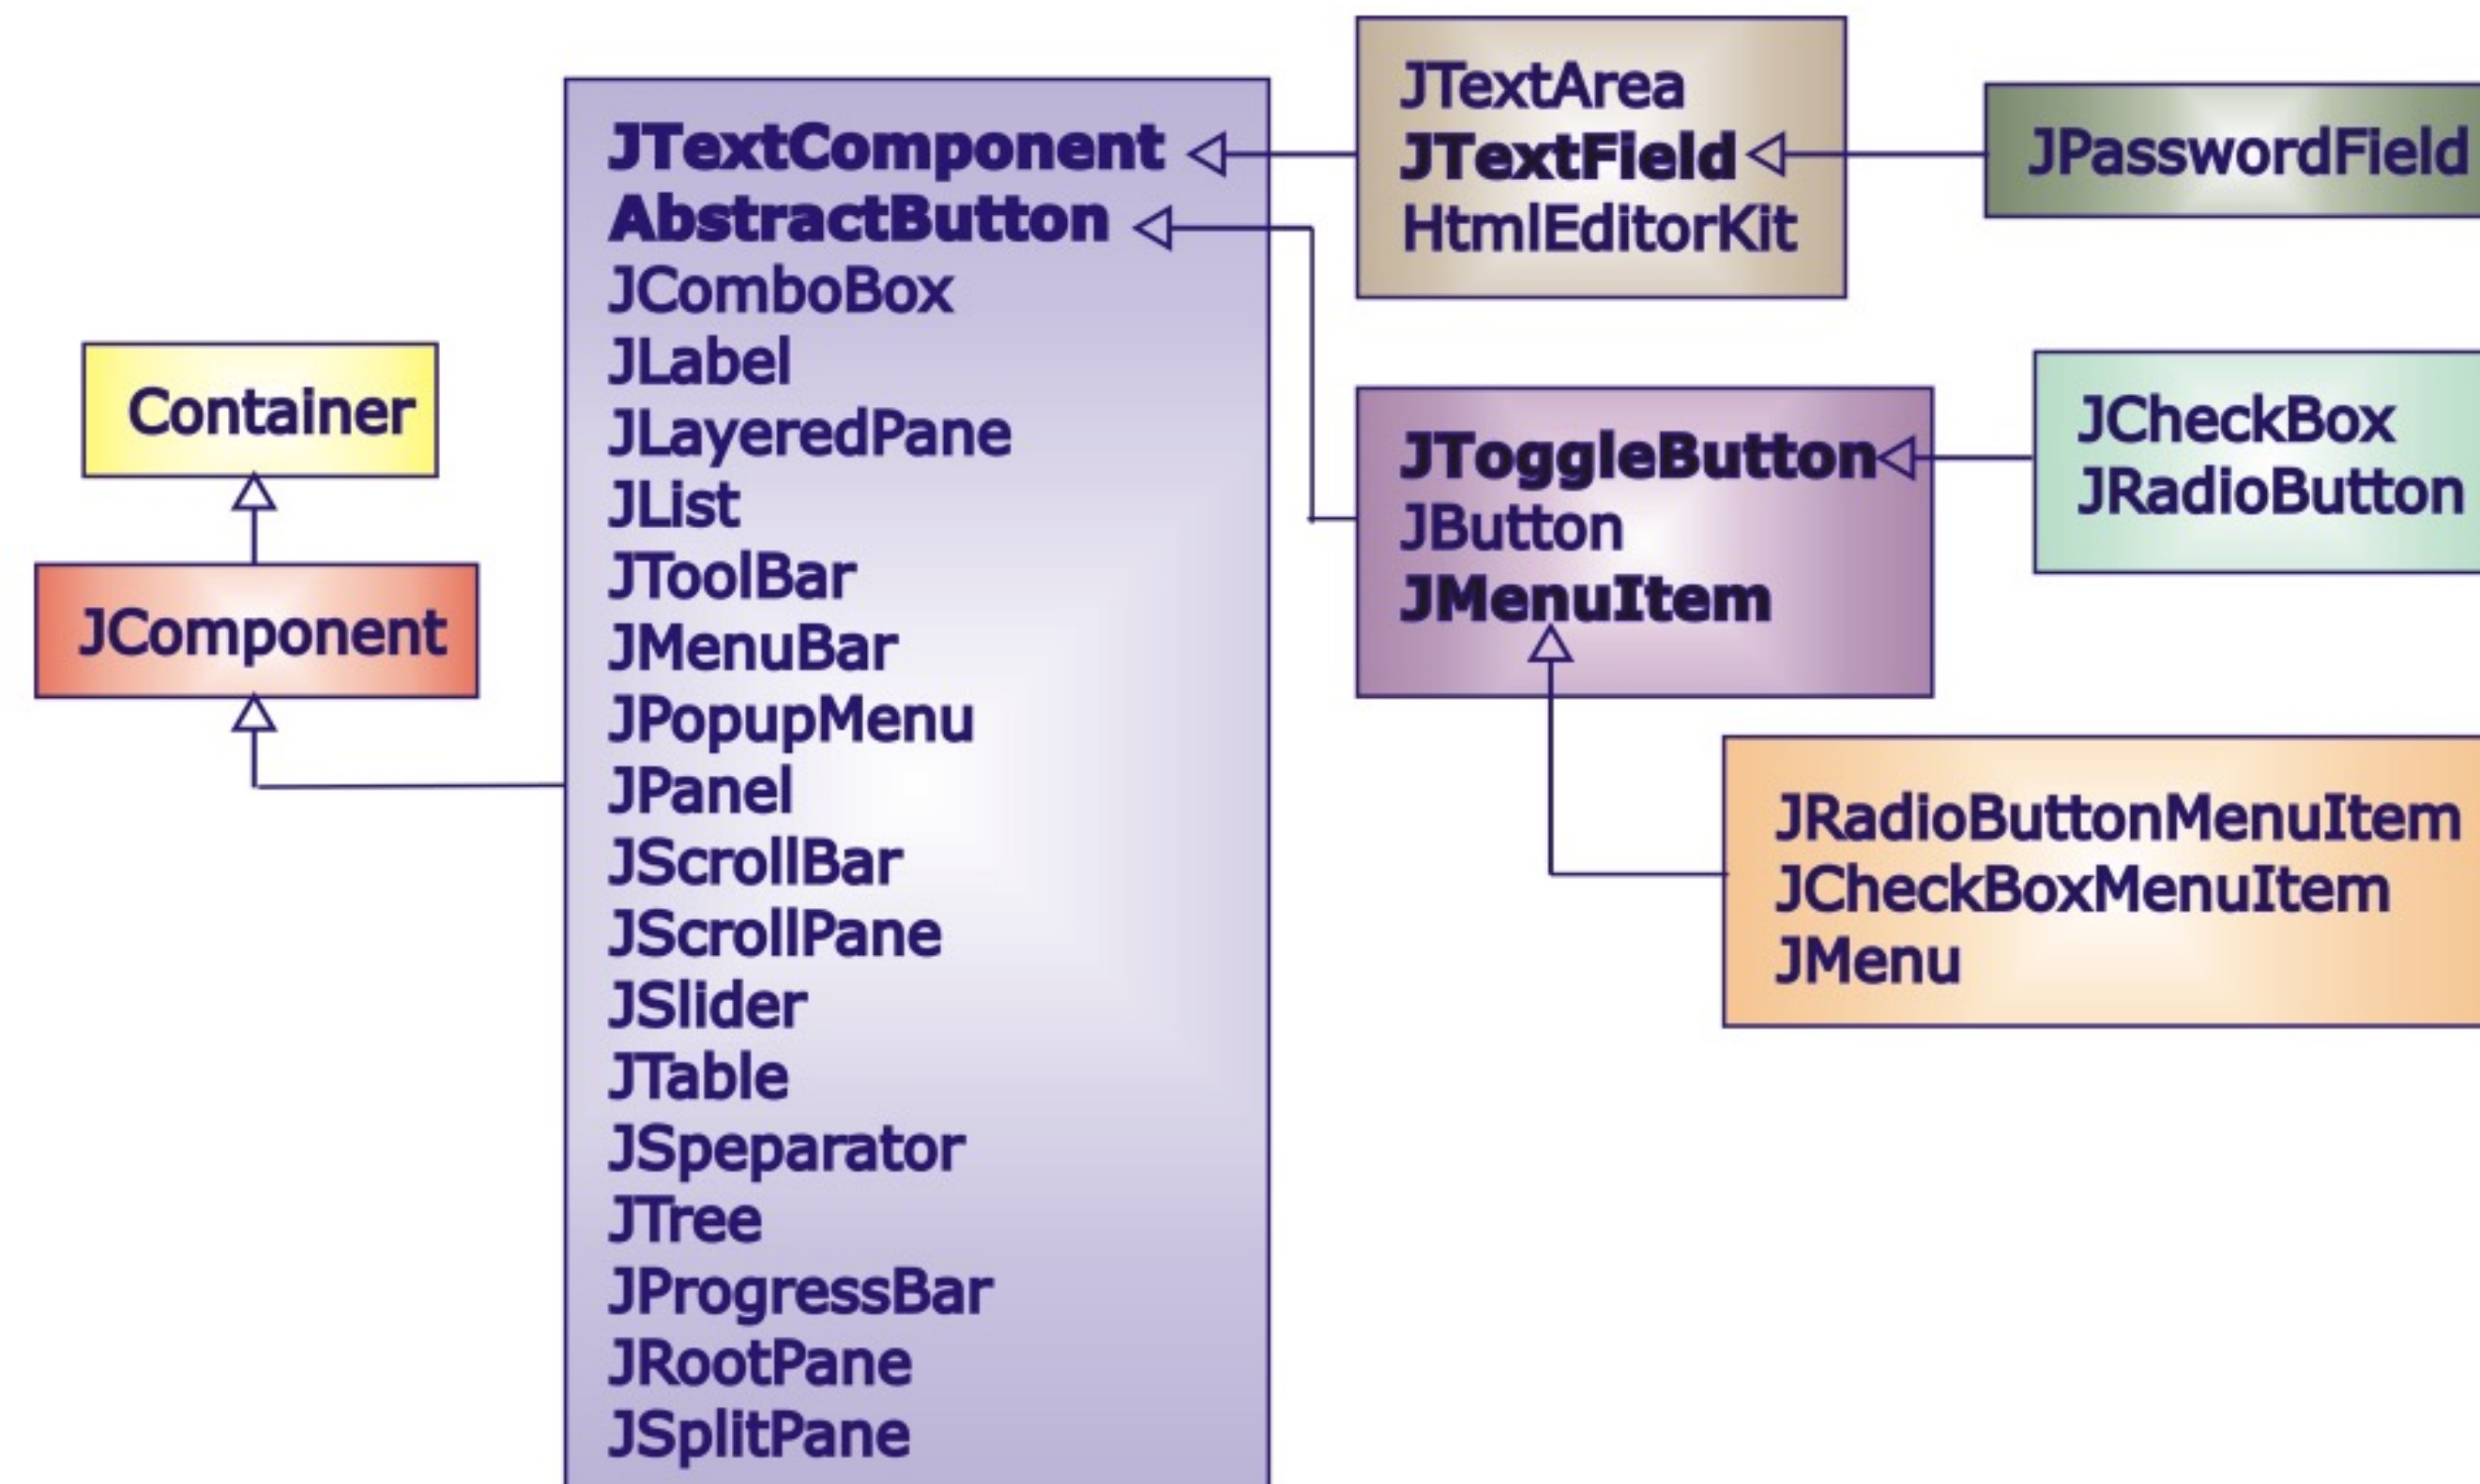 Container
JComponent
JTextComponent
AbstractButton
JComboBox
JLabel
JLayeredPane
JList
JToolBar
JMenuBar
JPopupMenu
JPanel
JScrollBar
JScrollPane
JSlider
JTable
JSpeparator
JTree
JProgressBar
JRootPane
JSplitPane
JTextArea
JTextField
HtmlEditorKit
JPasswordField
JToggleButton
JButton
JMenuItem
JCheckBox
JRadioButton
JRadioButtonMenuItem
JCheckBoxMenuItem
JMenu